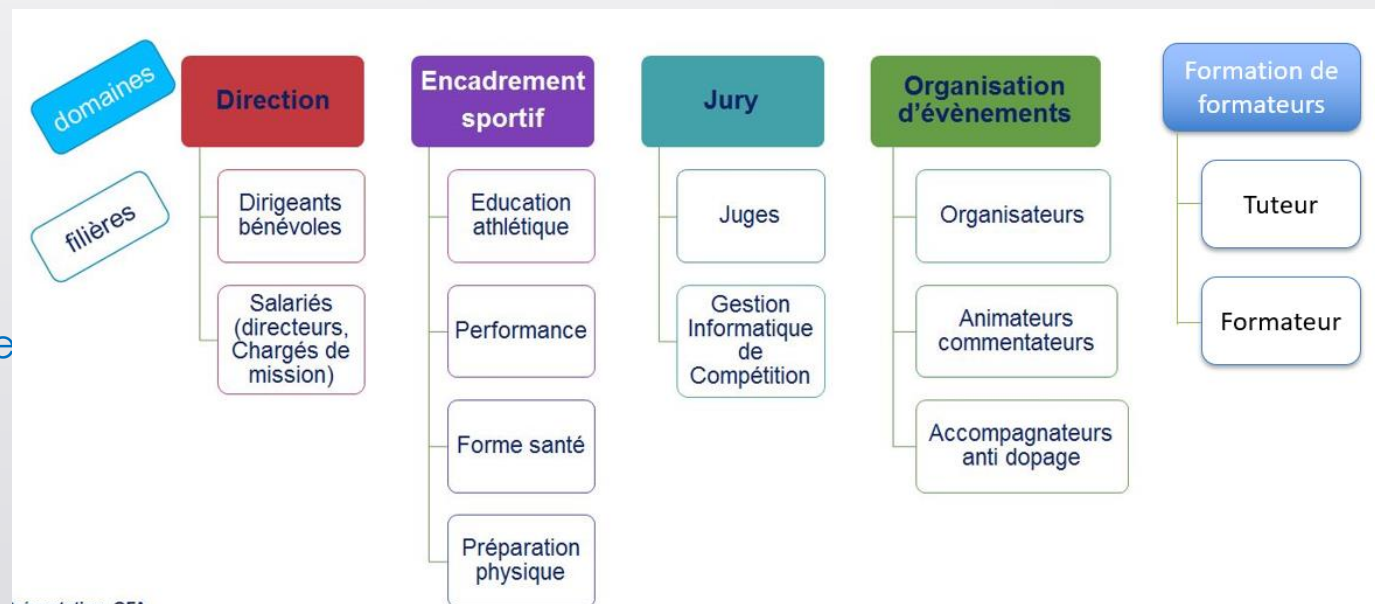 domaines
Direction
Encadrement
sportif
Jury
Organisation
d'évènements
Formation de
formateurs
filières
Dirigeants
bénévoles
Salariés
(directeurs,
Chargés de
mission)
Education
athlétique
Performance
Forme santé
Préparation
physique
Juges
Gestion
Informatique
de
Compétition
Organisateurs
Animateurs
commentateurs
Accompagnateurs
anti dopage
Tuteur
Formateur
e